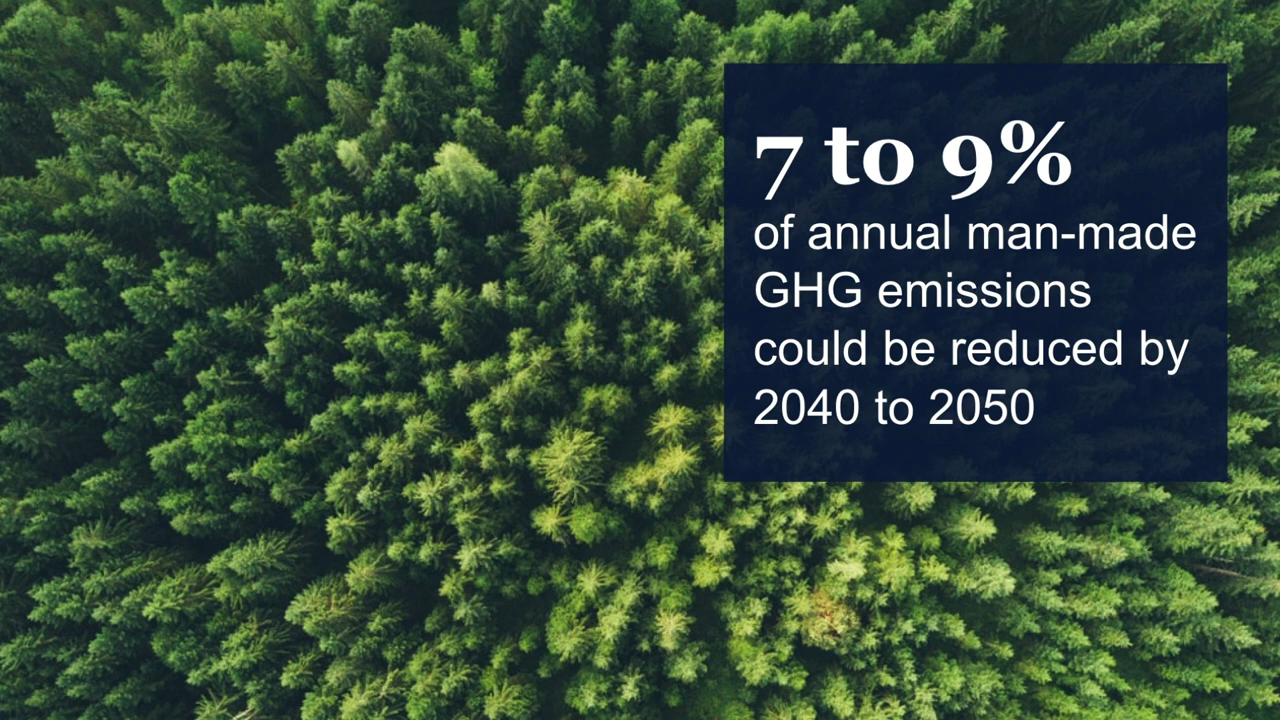 7 to 9%
of annual man-made
GHG emissions
could be reduced by
2040 to 2050